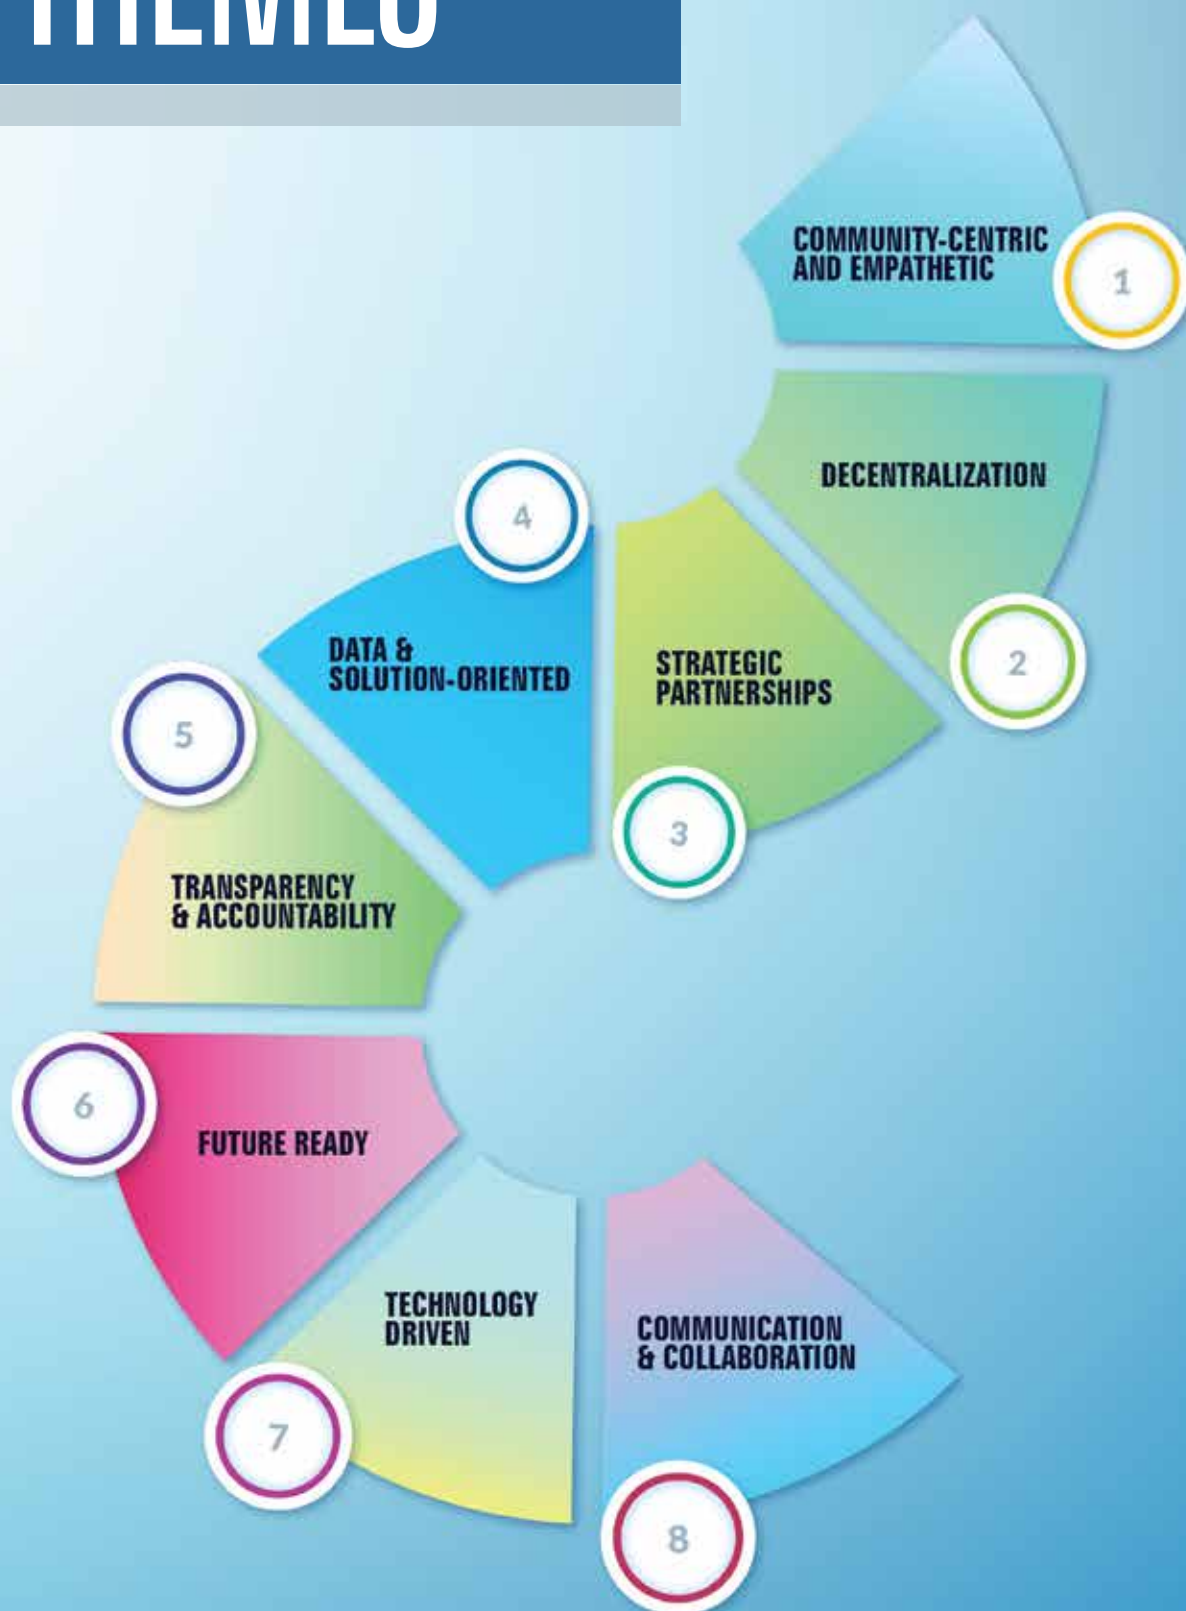 THEMES
COMMUNITY-CENTRIC
AND EMPATHETIC
1
DECENTRALIZATION
2
STRATEGIC
PARTNERSHIPS
3
4
DATA &
SOLUTION-ORIENTED
5
TRANSPARENCY
& ACCOUNTABILITY
6
FUTURE READY
TECHNOLOGY
DRIVEN
7
COMMUNICATION
& COLLABORATION
8